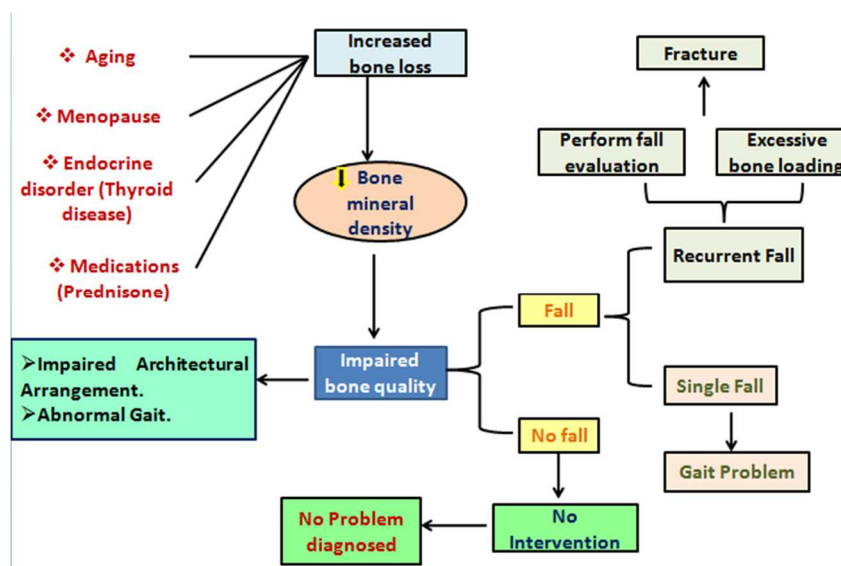 ❖ Aging
❖ Menopause
❖ Endocrine
disorder (Thyroid
disease)
❖ Medications
(Prednisone)
Increased
bone loss
⬇ Bone
mineral
density
Impaired
bone quality
➢Impaired Architectural
Arrangement.
➢Abnormal Gait.
Fall
No fall
No
Intervention
No Problem
diagnosed
Fracture
Perform fall
evaluation
Excessive
bone loading
Recurrent Fall
Single Fall
Gait Problem